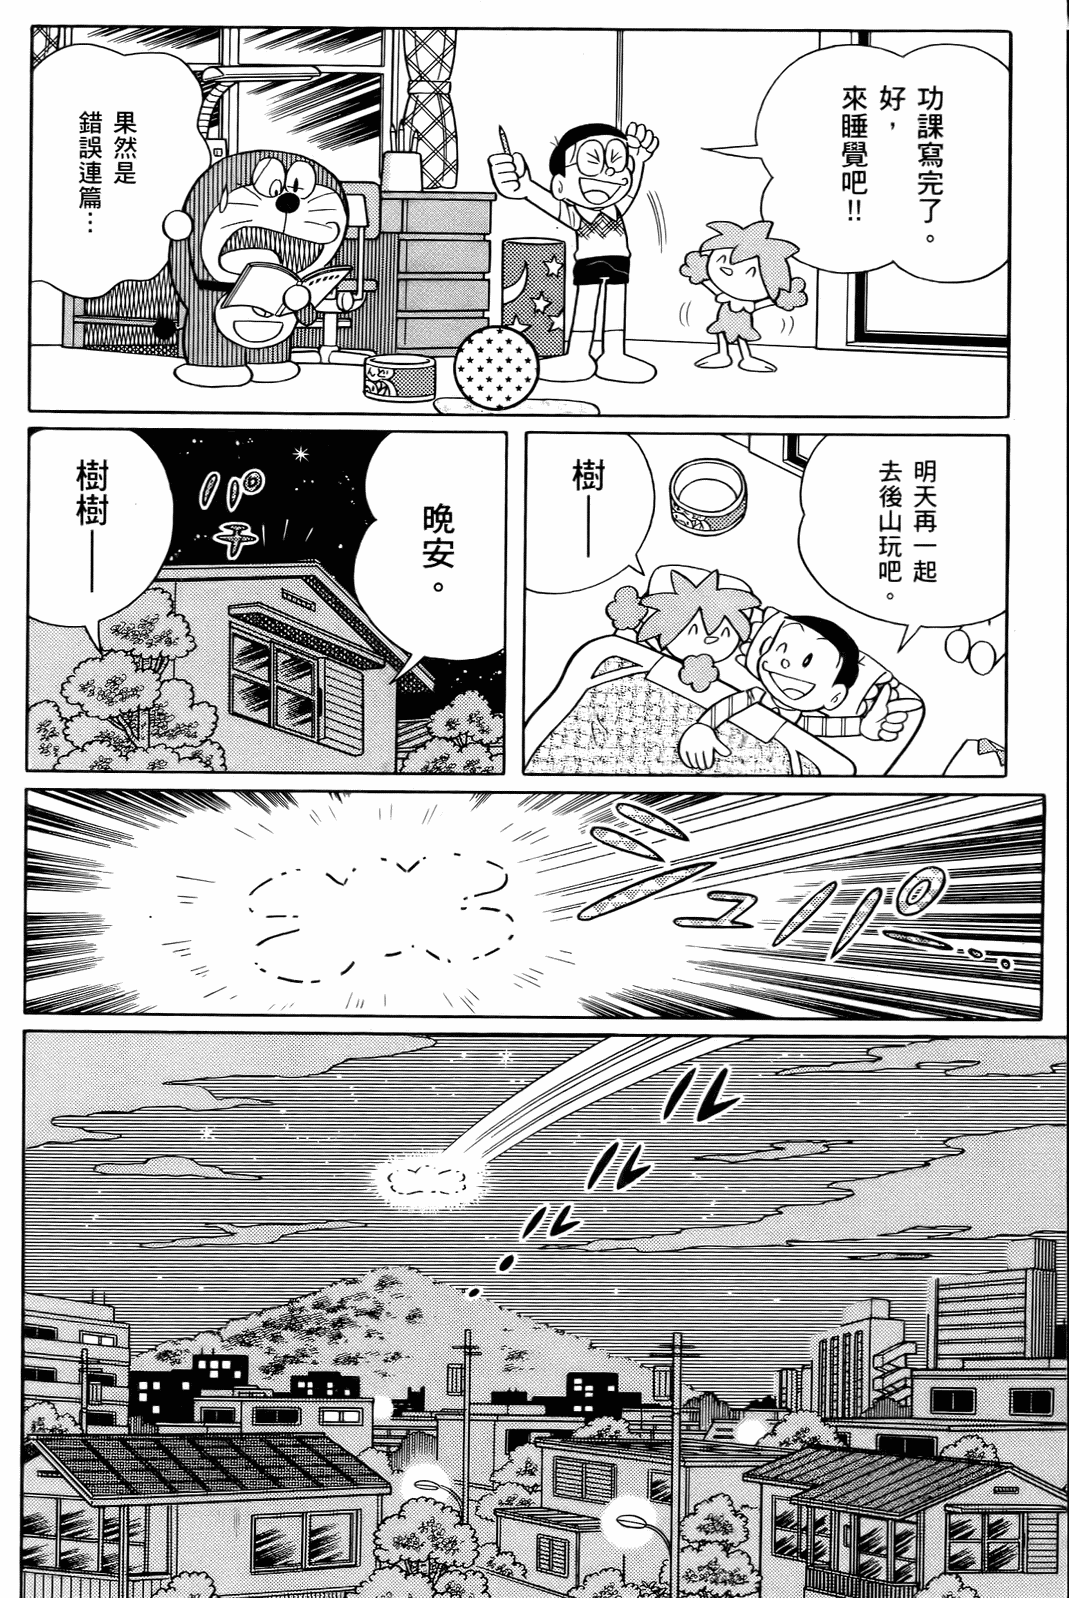 功課寫完了。
好，
來睡覺吧!!
果然是
錯誤連篇…
明天再一起
去後山玩吧。
樹——
晚安。
樹樹——
パ
シュパ…
ルルル